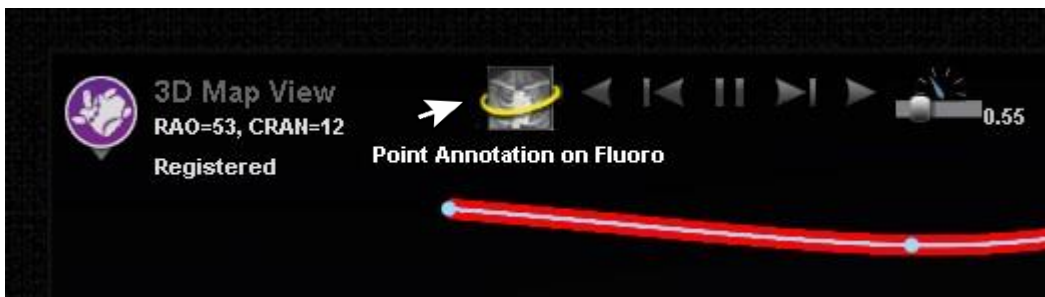 3D Map View
RAO=53, CRAN=12
Registered
Point Annotation on Fluoro
0.55